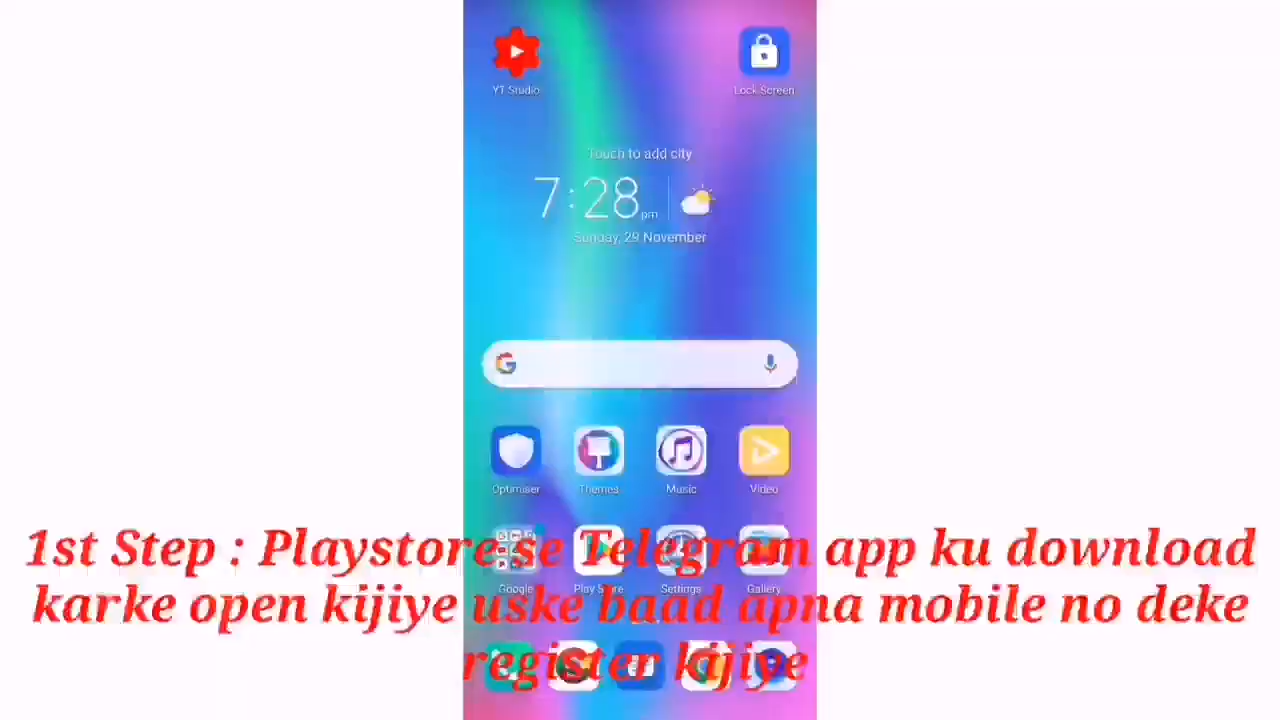 YT Studio
Lock Screen
Touch to add city
7:28 pm
Sunday, 29 November
Optimiser
Themes
Music
Video
1st Step : Playstore se Telegram app ku download
Google
Play Store
Settings
Gallery
karke open kijiye uske baad apna mobile no deke
register kijiye